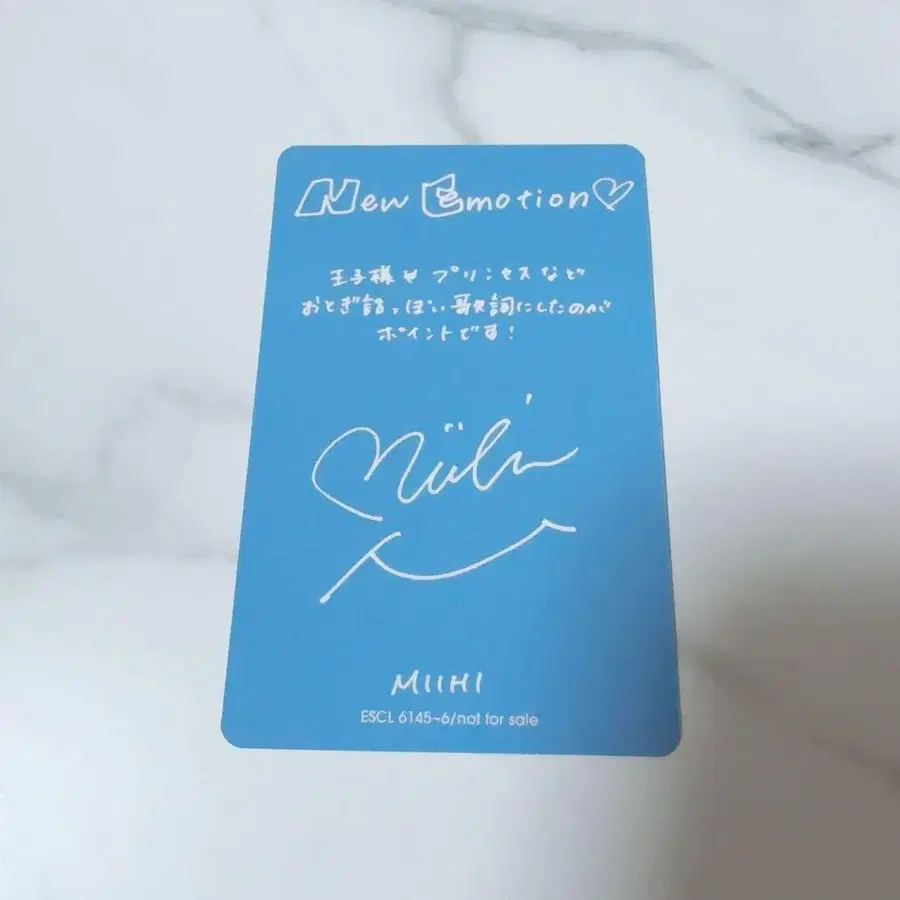 New Emotion♡
王子様や プリンセスなど
おとぎ話っぽい歌詞にしたのが
ポイントです!
Miihi
MIIHI
ESCL 6145~6/not for sale